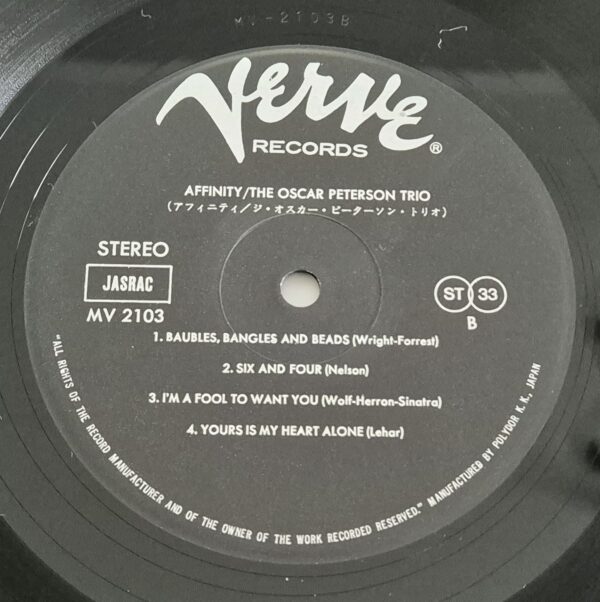 MV-2103B
Verve
RECORDS ®
AFFINITY/THE OSCAR PETERSON TRIO
(アフィニティ/ジ・オスカー・ピーターソン・トリオ)
STEREO
JASRAC
MV 2103
ST 33
B
1. BAUBLES, BANGLES AND BEADS (Wright-Forrest)
2. SIX AND FOUR (Nelson)
3. I'M A FOOL TO WANT YOU (Wolf-Herron-Sinatra)
4. YOURS IS MY HEART ALONE (Lehar)
"ALL RIGHTS OF THE RECORD MANUFACTURER AND OF THE OWNER OF THE WORK RECORDED RESERVED." MANUFACTURED BY POLYDOR K. K., JAPAN